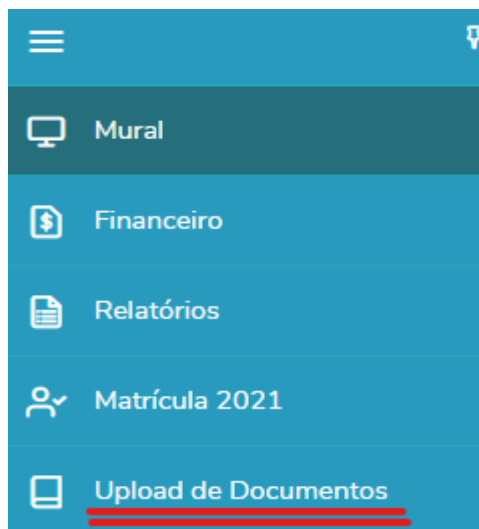 Mural
Financeiro
Relatórios
Matrícula 2021
Upload de Documentos